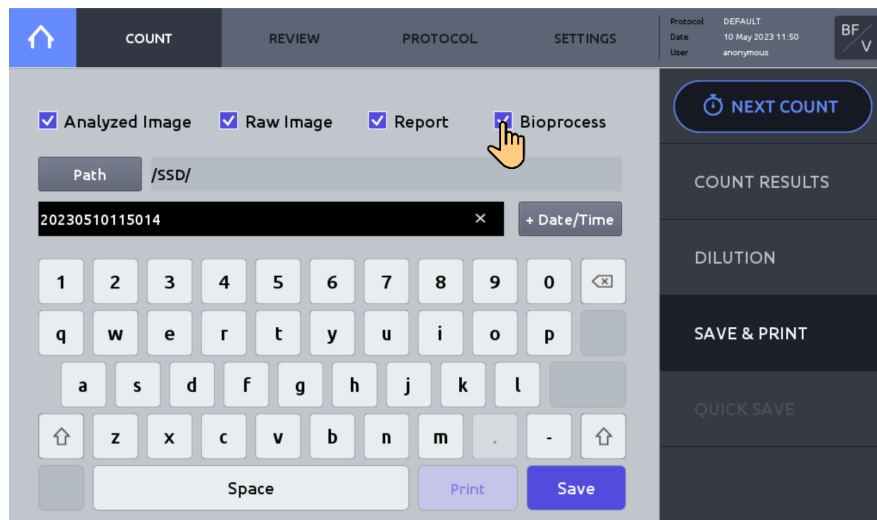 COUNT REVIEW PROTOCOL SETTINGS
Protocol DEFAULT
Date 10 May 2023 11:50
User anonymous
BF/V
Analyzed Image Raw Image Report Bioprocess
Path /SSD/
20230510115014 × + Date/Time
1 2 3 4 5 6 7 8 9 0
q w e r t y u i o p
a s d f g h j k l
z x c v b n m . -
Space Print Save
NEXT COUNT
COUNT RESULTS
DILUTION
SAVE & PRINT
QUICK SAVE